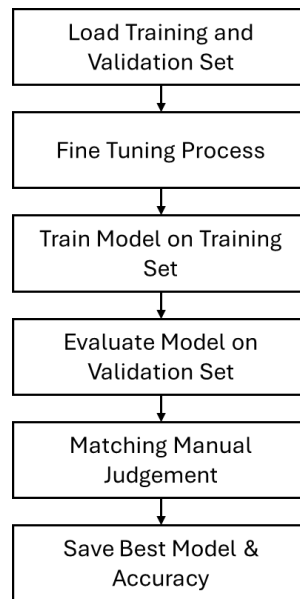 Load Training and
Validation Set
Fine Tuning Process
Train Model on Training
Set
Evaluate Model on
Validation Set
Matching Manual
Judgement
Save Best Model &
Accuracy